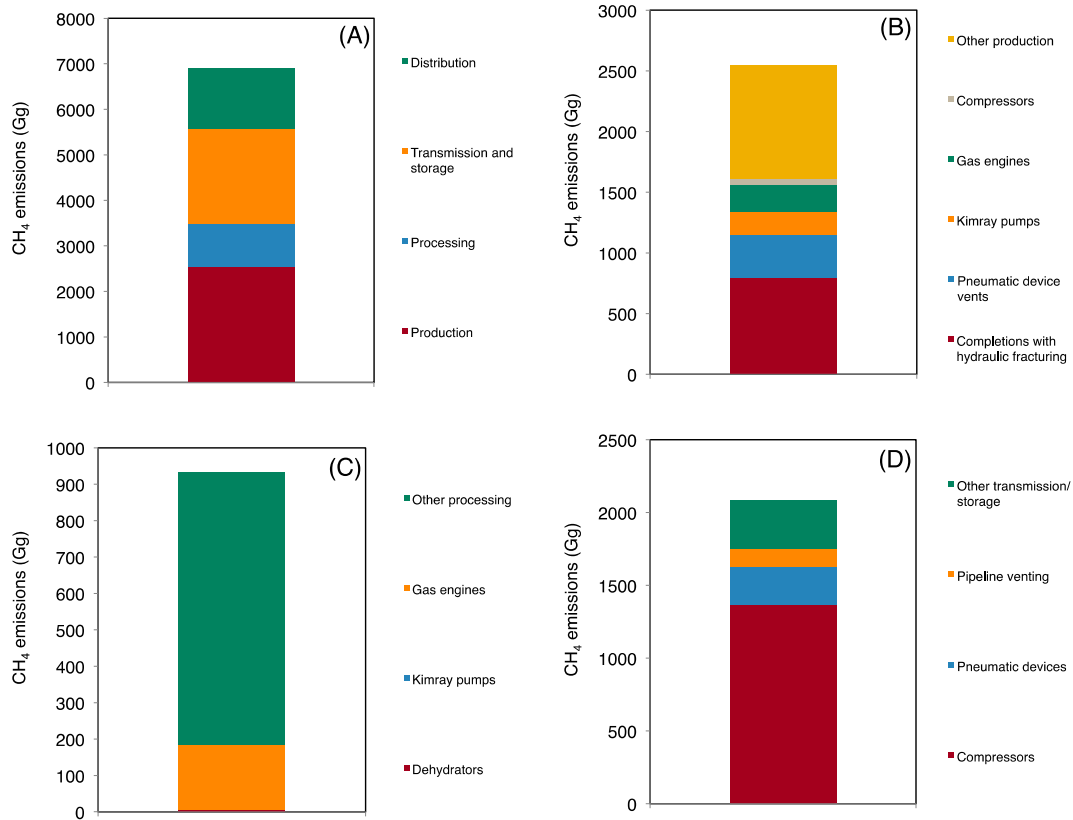 (A)
CH₄ emissions (Gg)
8000
7000
6000
5000
4000
3000
2000
1000
0
Distribution
Transmission and
storage
Processing
Production
(B)
CH₄ emissions (Gg)
3000
2500
2000
1500
1000
500
0
Other production
Compressors
Gas engines
Kimray pumps
Pneumatic device
vents
Completions with
hydraulic fracturing
(C)
CH₄ emissions (Gg)
1000
900
800
700
600
500
400
300
200
100
0
Other processing
Gas engines
Kimray pumps
Dehydrators
(D)
CH₄ emissions (Gg)
2500
2000
1500
1000
500
0
Other transmission/
storage
Pipeline venting
Pneumatic devices
Compressors